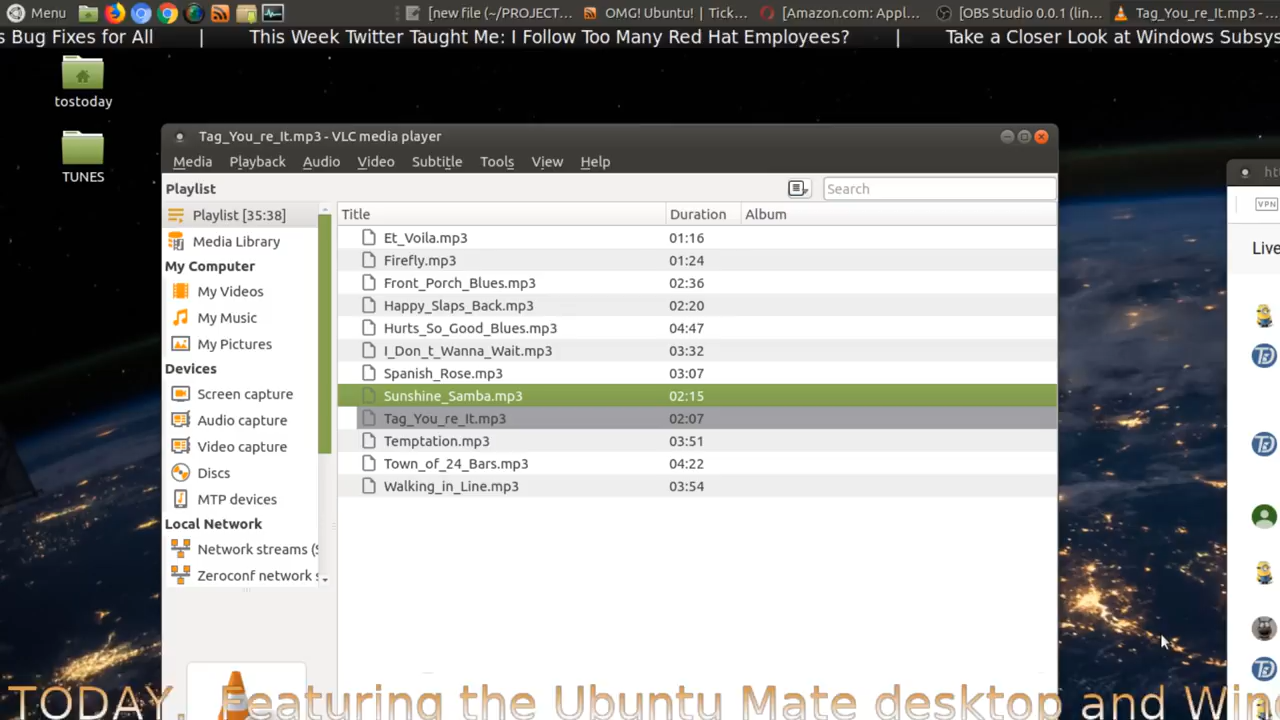 Menu [new file (~/PROJECT... OMG! Ubuntu! | Tick... [Amazon.com: Appl... [OBS Studio 0.0.1 (lin... Tag_You_re_It.mp3 - ...
s Bug Fixes for All | This Week Twitter Taught Me: I Follow Too Many Red Hat Employees? | Take a Closer Look at Windows Subsys
tostoday
TUNES
Tag_You_re_It.mp3 - VLC media player
Media Playback Audio Video Subtitle Tools View Help
Playlist Search
Playlist [35:38]
Media Library
My Computer
My Videos
My Music
My Pictures
Devices
Screen capture
Audio capture
Video capture
Discs
MTP devices
Local Network
Network streams (S
Zeroconf network s
Title Duration Album
Et_Voila.mp3 01:16
Firefly.mp3 01:24
Front_Porch_Blues.mp3 02:36
Happy_Slaps_Back.mp3 02:20
Hurts_So_Good_Blues.mp3 04:47
I_Don_t_Wanna_Wait.mp3 03:32
Spanish_Rose.mp3 03:07
Sunshine_Samba.mp3 02:15
Tag_You_re_It.mp3 02:07
Temptation.mp3 03:51
Town_of_24_Bars.mp3 04:22
Walking_in_Line.mp3 03:54
ht
VPN
Live
TODAY. Featuring the Ubuntu Mate desktop and Wind